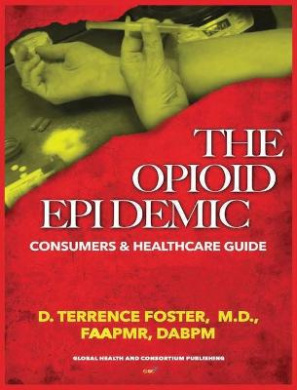 THE
OPIOID
EPIDEMIC
CONSUMERS & HEALTHCARE GUIDE
D. TERRENCE FOSTER, M.D.,
FAAPMR, DABPM
GLOBAL HEALTH AND CONSORTIUM PUBLISHING